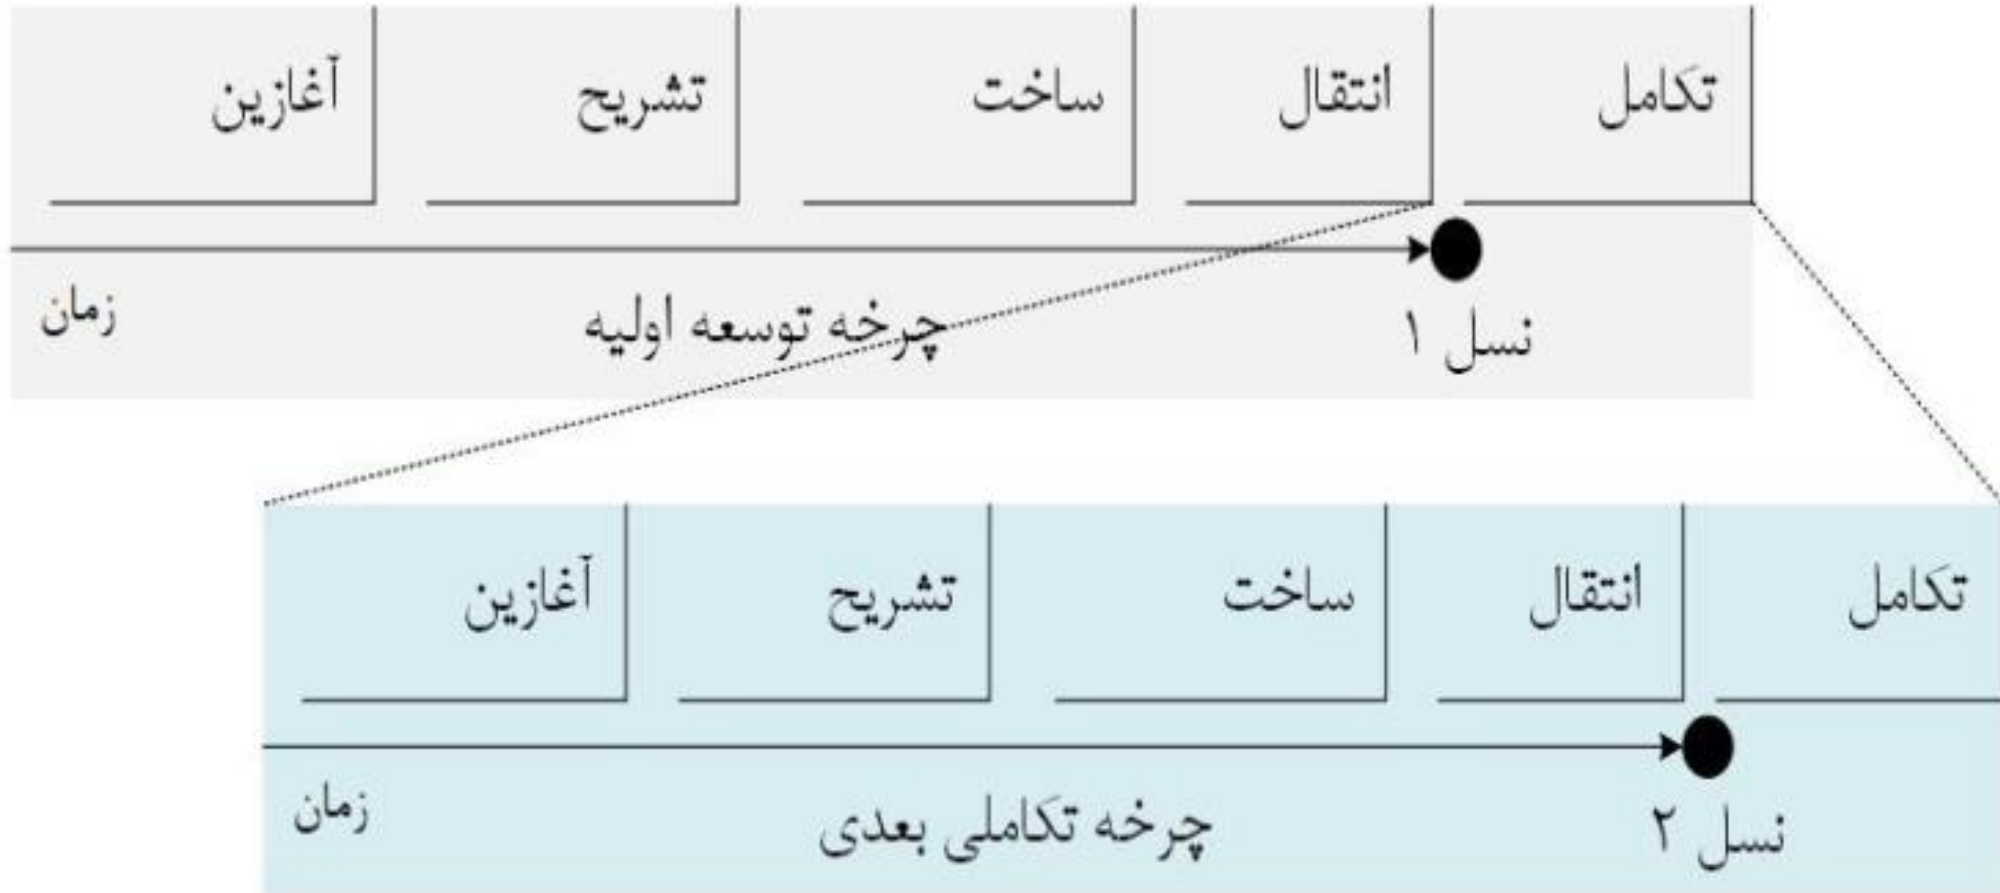 آغازین تشریح ساخت انتقال تکامل
زمان چرخه توسعه اولیه نسل ۱
آغازین تشریح ساخت انتقال تکامل
زمان چرخه تکاملی بعدی نسل ۲